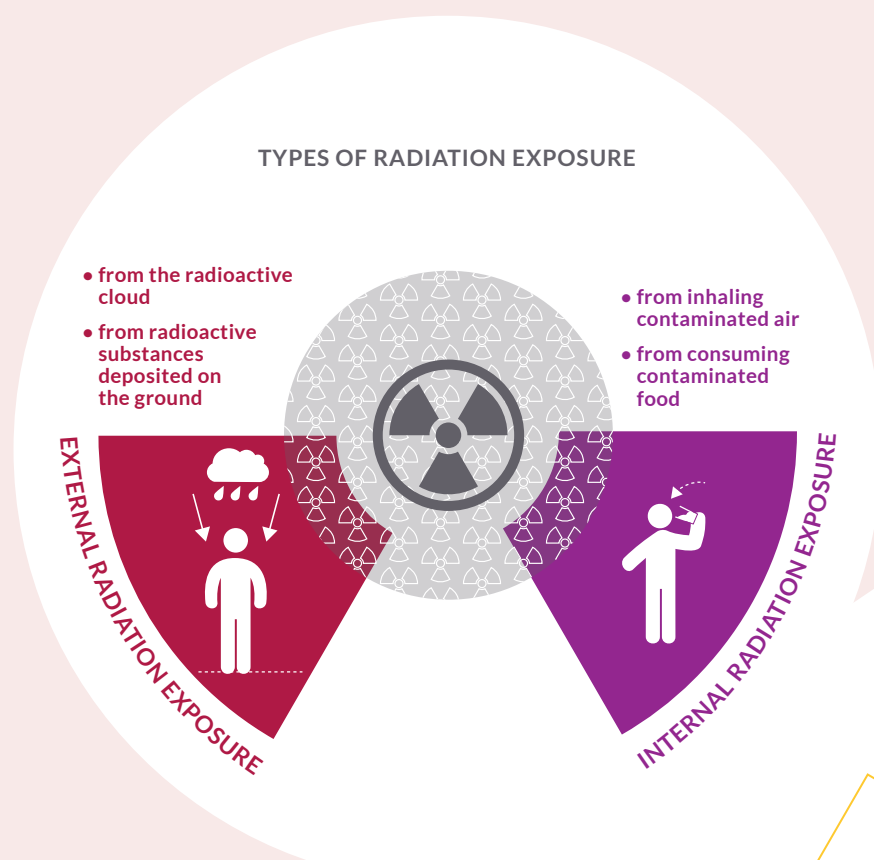 TYPES OF RADIATION EXPOSURE
• from the radioactive
cloud
• from radioactive
substances
deposited on
the ground
EXTERNAL RADIATION EXPOSURE
• from inhaling
contaminated air
• from consuming
contaminated
food
INTERNAL RADIATION EXPOSURE